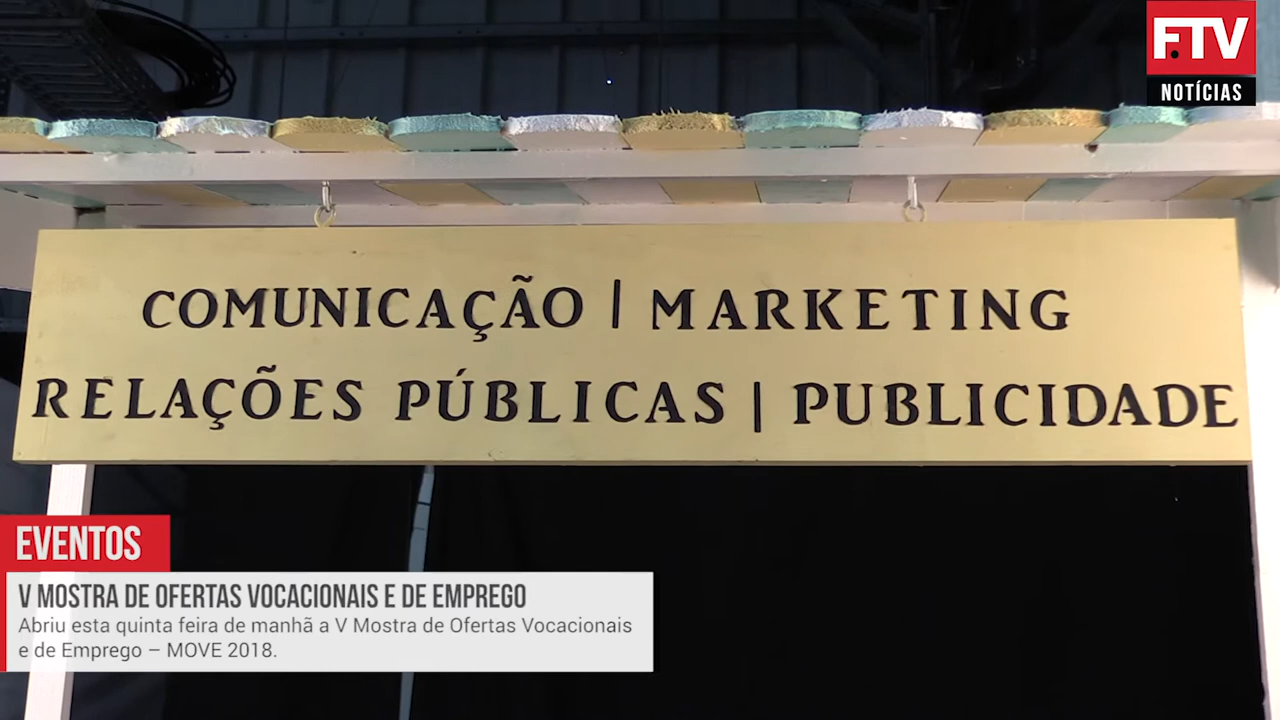 FTV
NOTÍCIAS
COMUNICAÇÃO | MARKETING
RELAÇÕES PÚBLICAS | PUBLICIDADE
EVENTOS
V MOSTRA DE OFERTAS VOCACIONAIS E DE EMPREGO
Abriu esta quinta feira de manhã a V Mostra de Ofertas Vocacionais
e de Emprego – MOVE 2018.